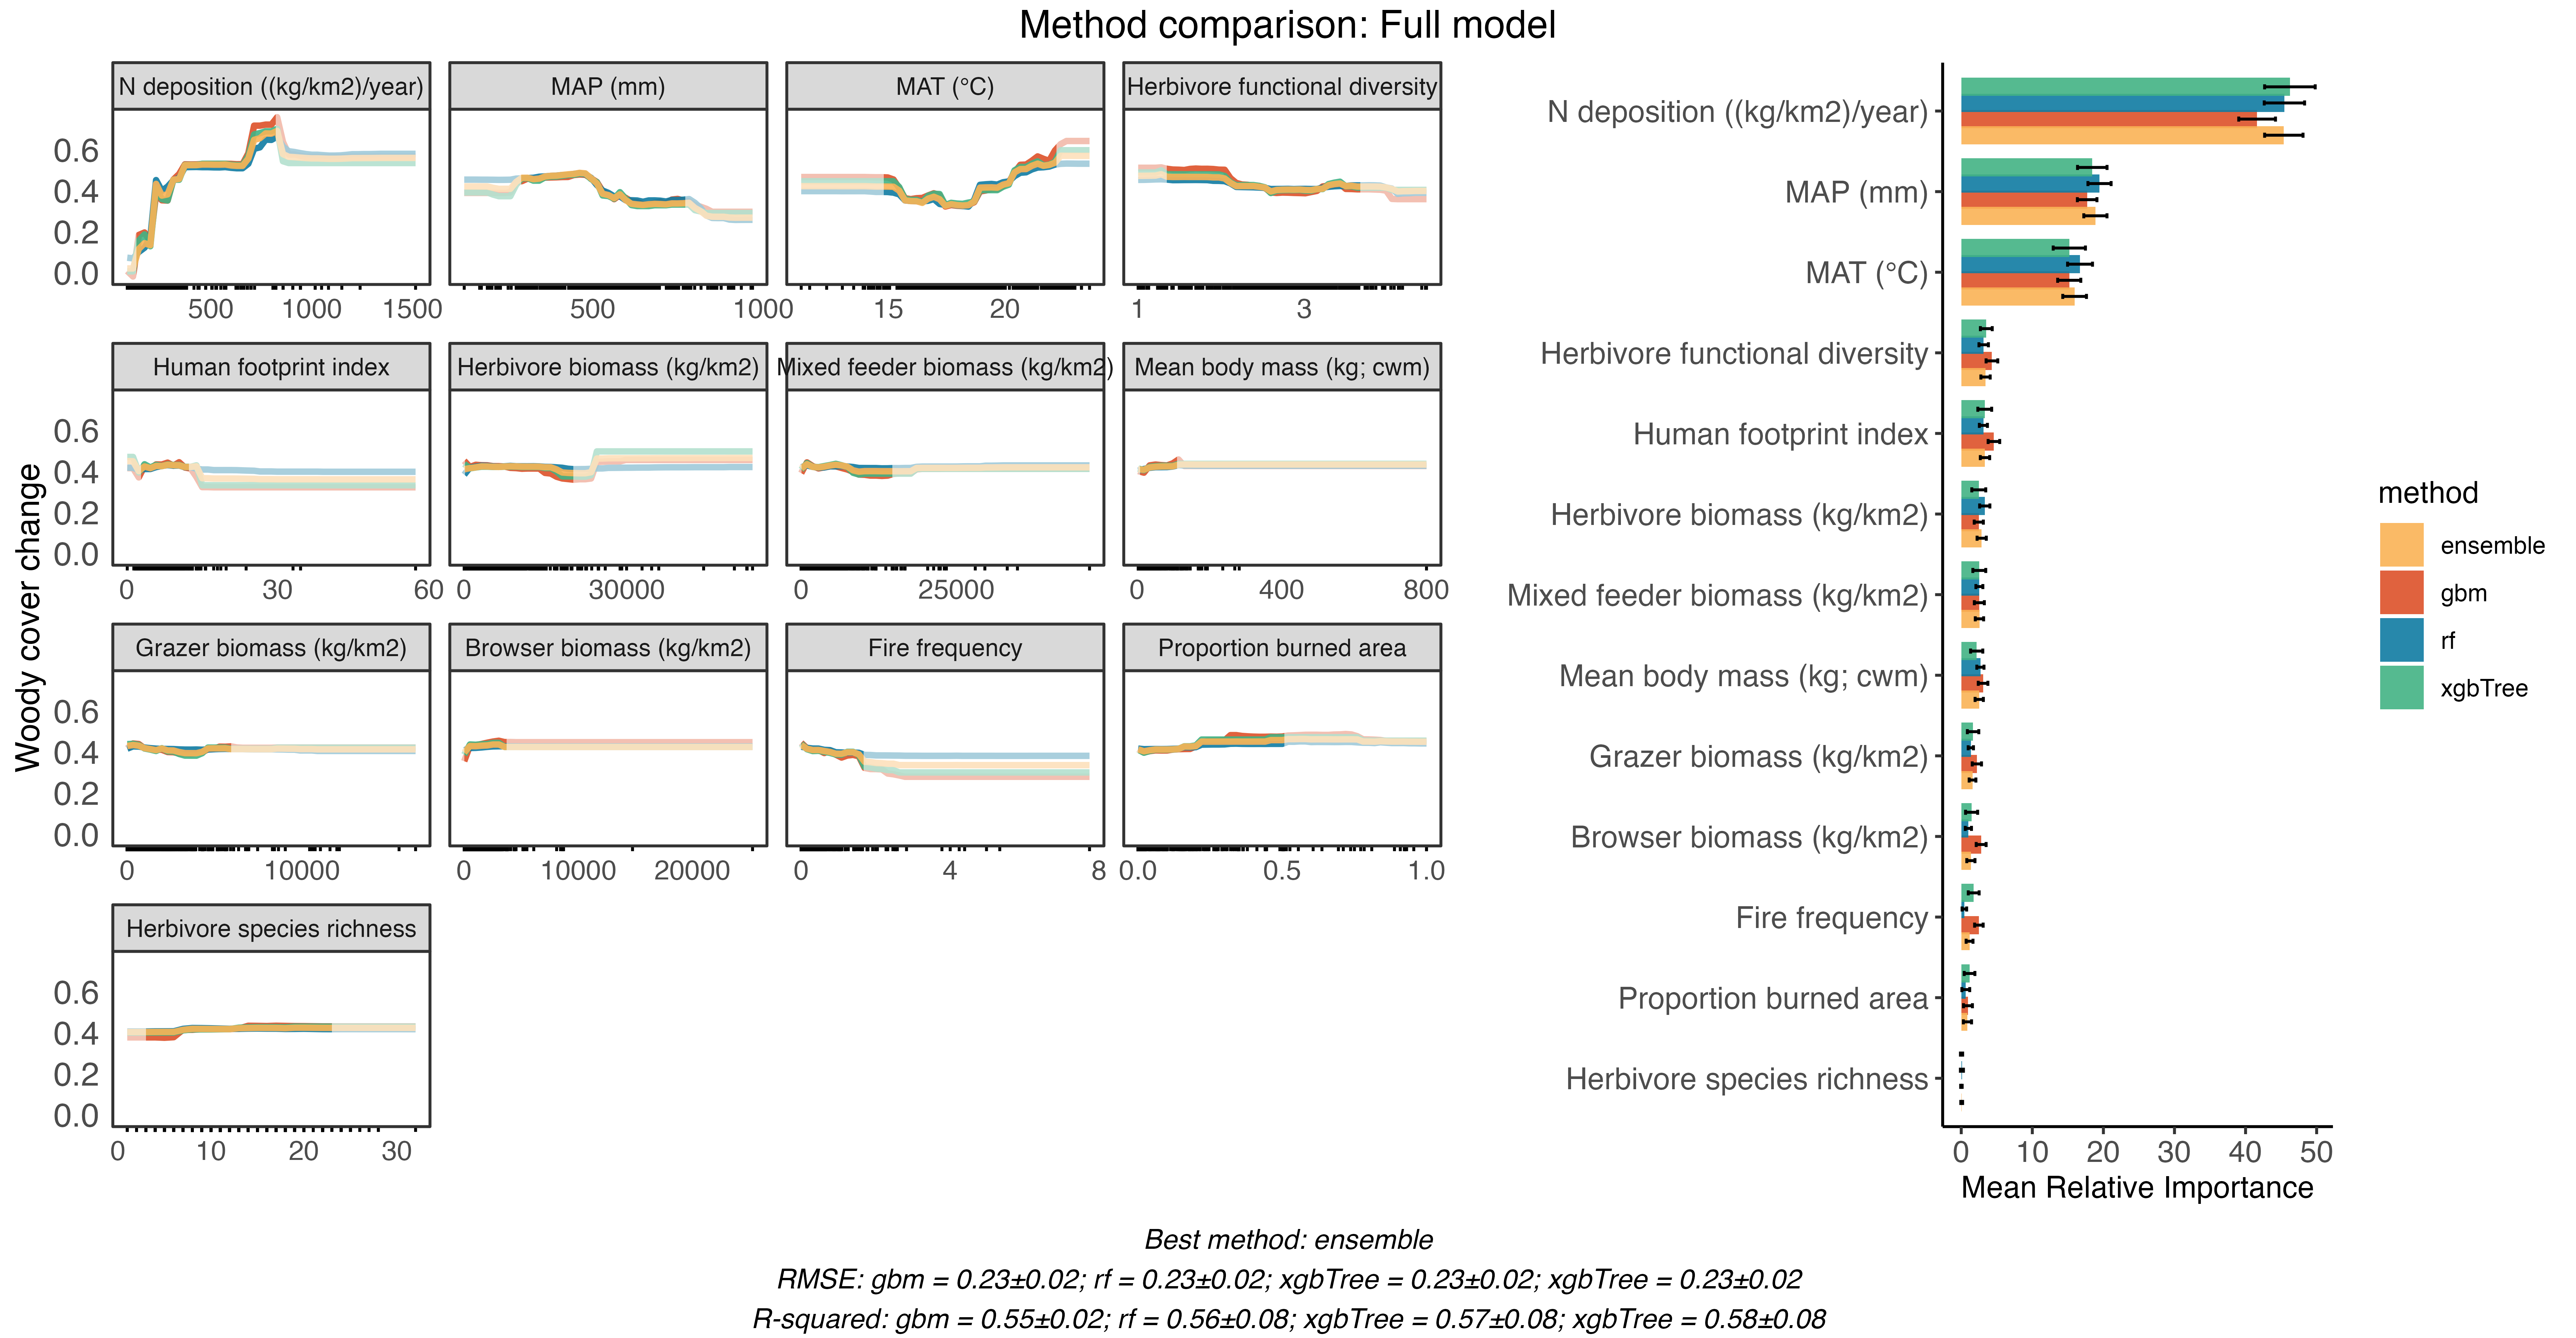 Method comparison: Full model
N deposition ((kg/km2)/year)
MAP (mm)
MAT (°C)
Herbivore functional diversity
0.6
0.4
0.2
0.0
500 1000 1500
500 1000
15 20
1 3
Human footprint index
Herbivore biomass (kg/km2)
Mixed feeder biomass (kg/km2)
Mean body mass (kg; cwm)
0.6
0.4
0.2
0.0
0 30 60
0 30000
0 25000
0 400 800
Grazer biomass (kg/km2)
Browser biomass (kg/km2)
Fire frequency
Proportion burned area
0.6
0.4
0.2
0.0
0 10000
0 10000 20000
0 4 8
0.0 0.5 1.0
Herbivore species richness
0.6
0.4
0.2
0.0
0 10 20 30
Woody cover change
N deposition ((kg/km2)/year)
MAP (mm)
MAT (°C)
Herbivore functional diversity
Human footprint index
Herbivore biomass (kg/km2)
Mixed feeder biomass (kg/km2)
Mean body mass (kg; cwm)
Grazer biomass (kg/km2)
Browser biomass (kg/km2)
Fire frequency
Proportion burned area
Herbivore species richness
0 10 20 30 40 50
Mean Relative Importance
method
ensemble
gbm
rf
xgbTree
Best method: ensemble
RMSE: gbm = 0.23±0.02; rf = 0.23±0.02; xgbTree = 0.23±0.02; xgbTree = 0.23±0.02
R-squared: gbm = 0.55±0.02; rf = 0.56±0.08; xgbTree = 0.57±0.08; xgbTree = 0.58±0.08